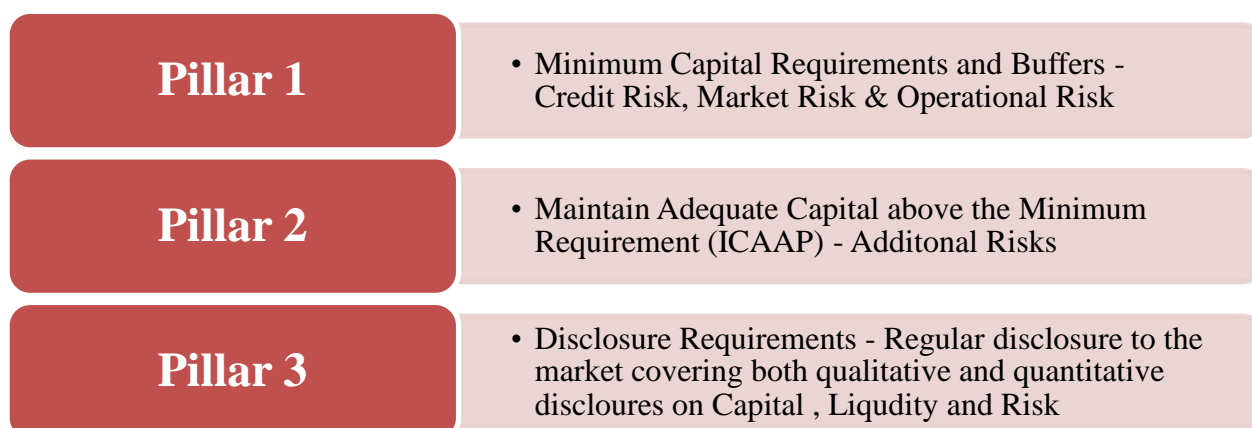 Pillar 1
• Minimum Capital Requirements and Buffers -
Credit Risk, Market Risk & Operational Risk
Pillar 2
• Maintain Adequate Capital above the Minimum
Requirement (ICAAP) - Additonal Risks
Pillar 3
• Disclosure Requirements - Regular disclosure to the
market covering both qualitative and quantitative
discloures on Capital , Liqudity and Risk